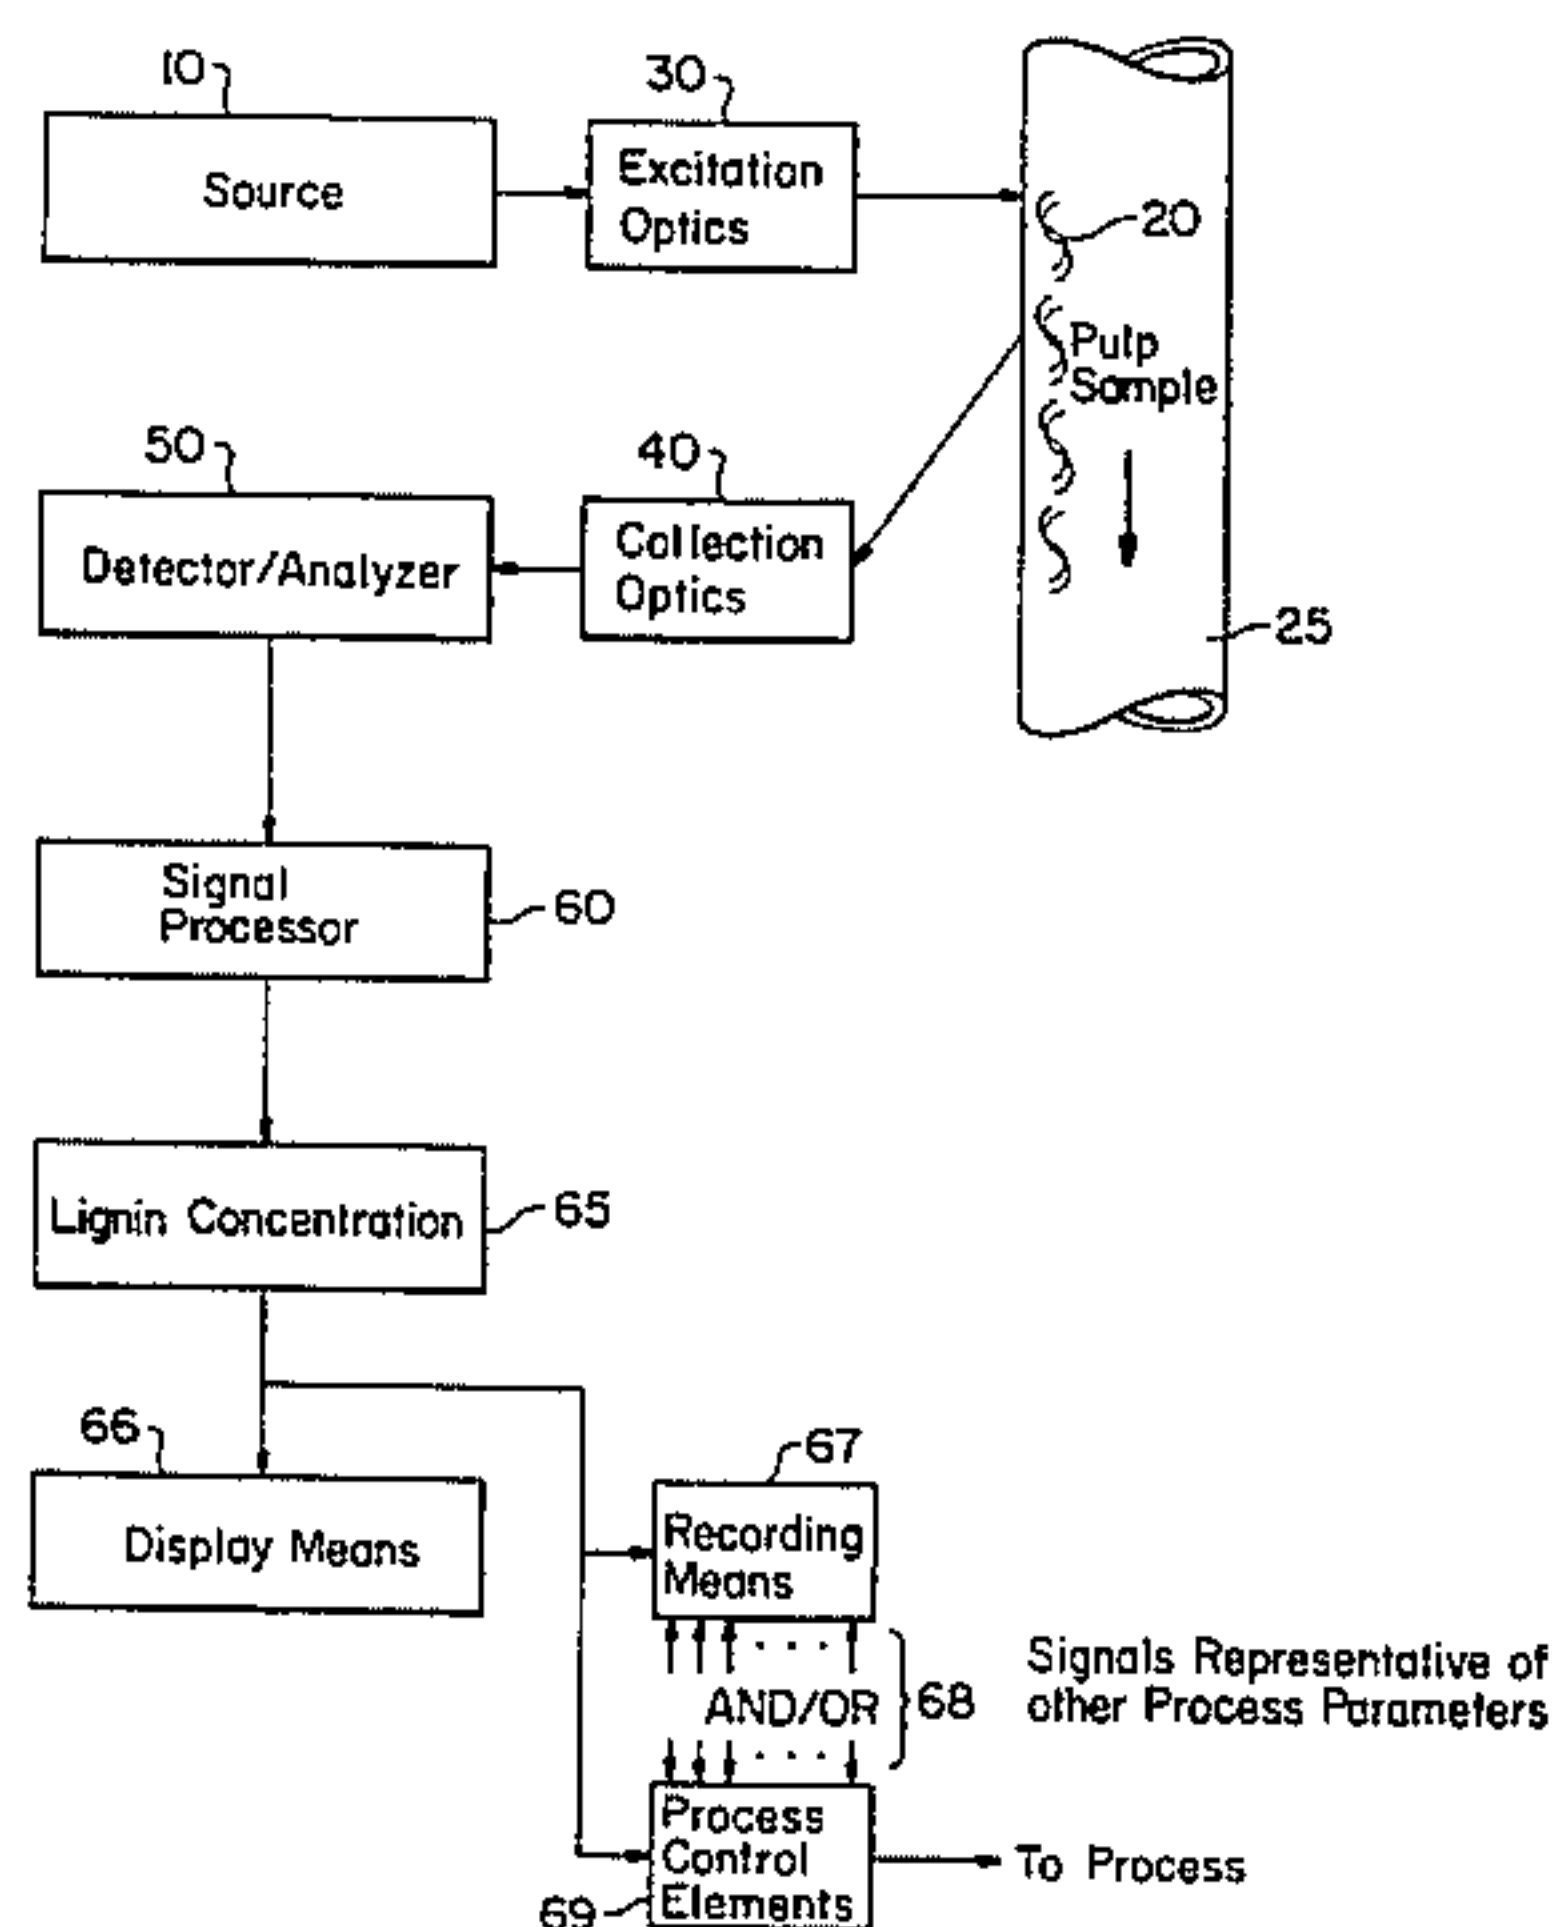 10
30
Source
Excitation
Optics
20
Pulp
Sample
50
40
Detector/Analyzer
Collection
Optics
25
Signal
Processor
60
Lignin Concentration
65
66
67
Display Means
Recording
Means
AND/OR
68
Signals Representative of
other Process Parameters
Process
Control
Elements
To Process
69